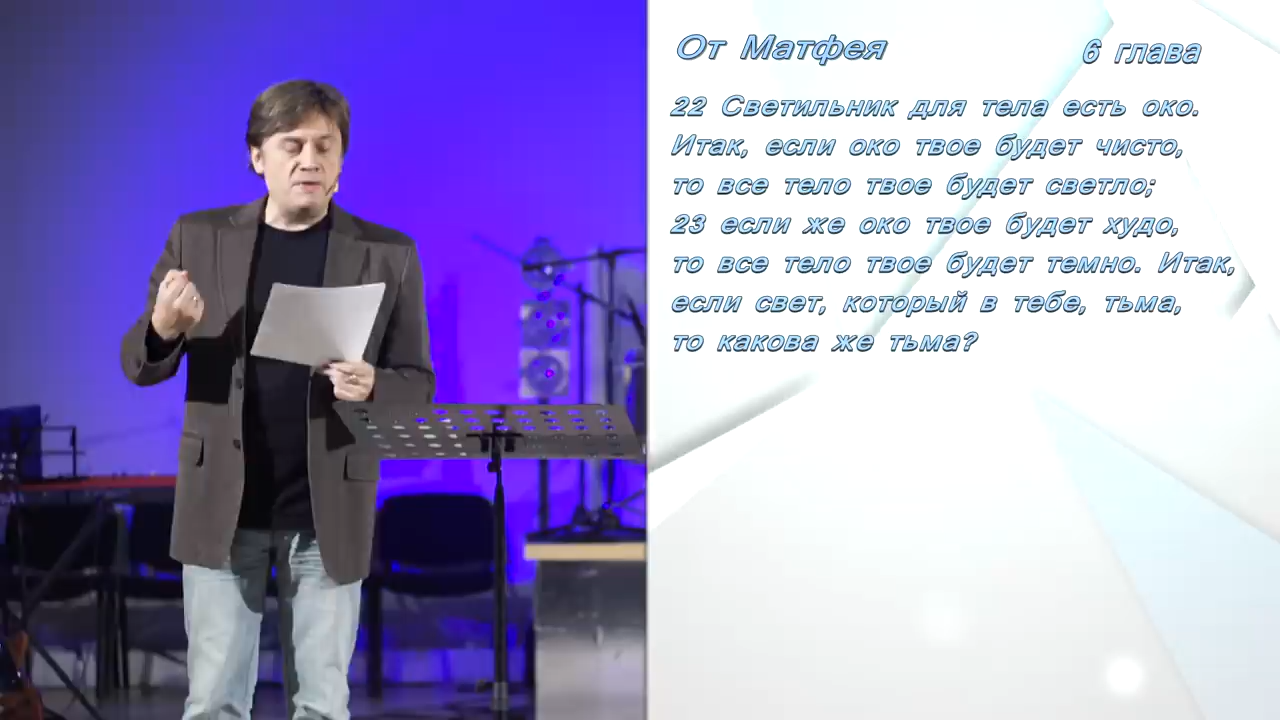 От Матфея 6 глава
22 Светильник для тела есть око.
Итак, если око твое будет чисто,
то все тело твое будет светло;
23 если же око твое будет худо,
то все тело твое будет темно. Итак,
если свет, который в тебе, тьма,
то какова же тьма?